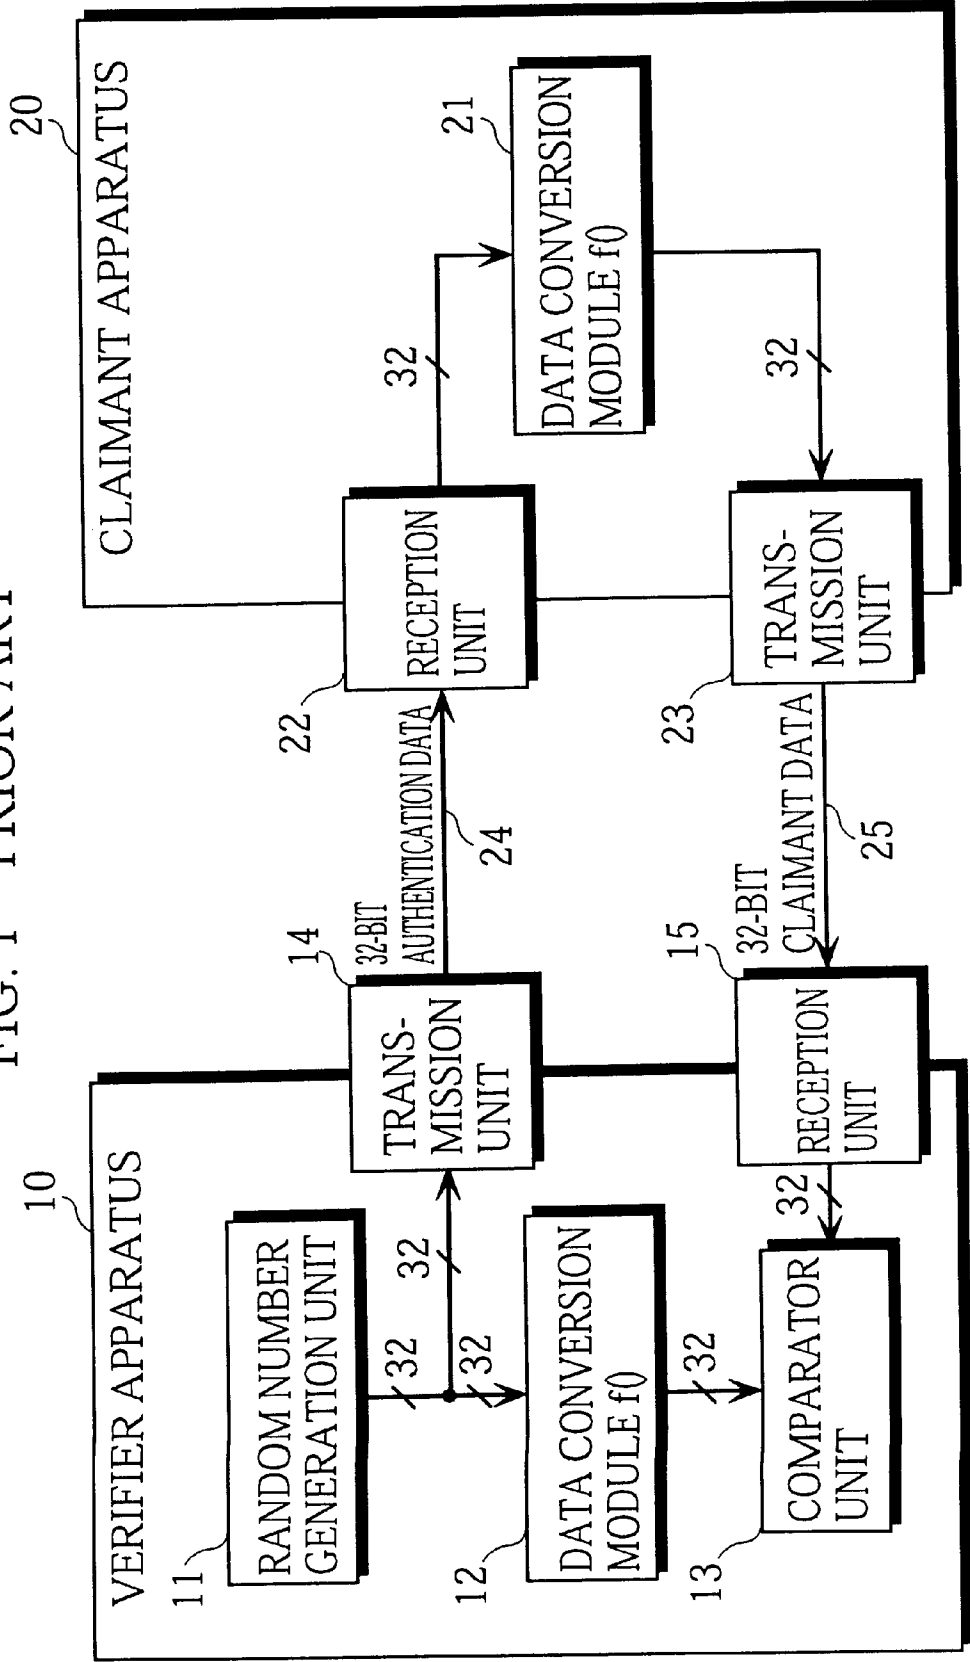 FIG. 1 PRIOR ART
10
VERIFIER APPARATUS
11
RANDOM NUMBER
GENERATION UNIT
32
32
32
12
DATA CONVERSION
MODULE f()
32
13
COMPARATOR
UNIT
14
TRANS-
MISSION
UNIT
15
RECEPTION
UNIT
32
32-BIT
AUTHENTICATION DATA
24
32-BIT
CLAIMANT DATA
25
20
CLAIMANT APPARATUS
22
RECEPTION
UNIT
32
21
DATA CONVERSION
MODULE f()
32
23
TRANS-
MISSION
UNIT